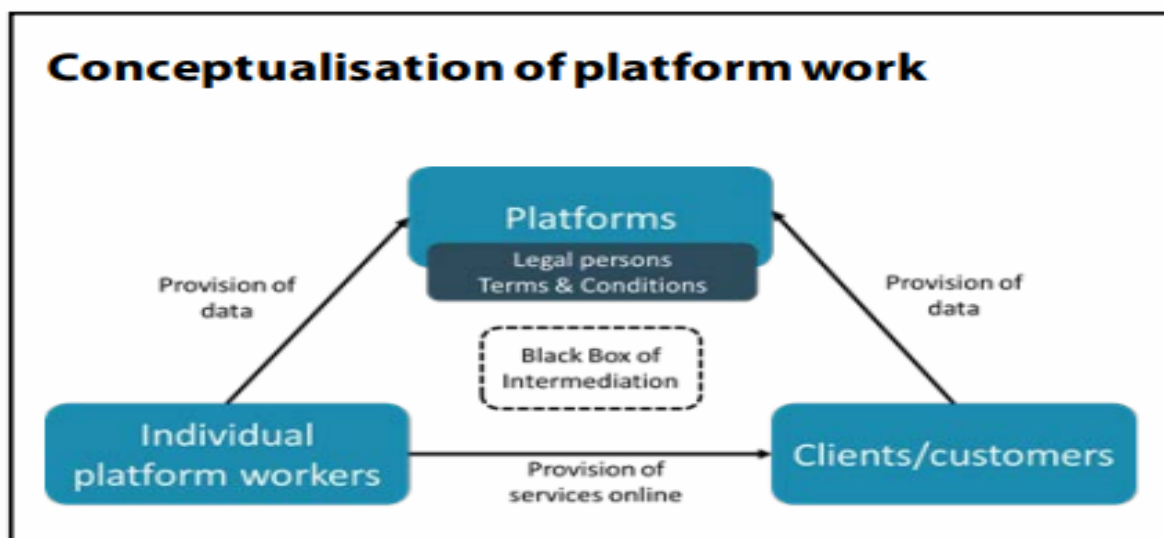 Conceptualisation of platform work
Platforms
Legal persons
Terms & Conditions
Provision of
data
Provision of
data
Black Box of
Intermediation
Individual
platform workers
Provision of
services online
Clients/customers